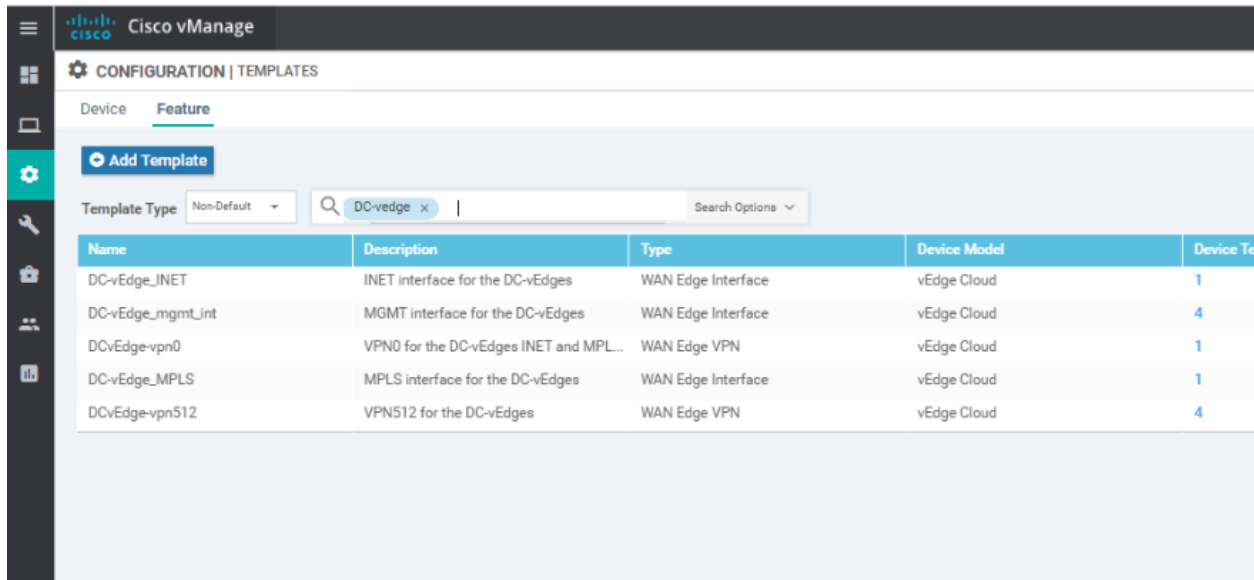 cisco Cisco vManage
CONFIGURATION | TEMPLATES
Device Feature
Add Template
Template Type Non-Default DC-vedge x Search Options
Name Description Type Device Model Device Te
DC-vEdge_INET INET interface for the DC-vEdges WAN Edge Interface vEdge Cloud 1
DC-vEdge_mgmt_int MGMT interface for the DC-vEdges WAN Edge Interface vEdge Cloud 4
DCvEdge-vpn0 VPN0 for the DC-vEdges INET and MPL... WAN Edge VPN vEdge Cloud 1
DC-vEdge_MPLS MPLS interface for the DC-vEdges WAN Edge Interface vEdge Cloud 1
DCvEdge-vpn512 VPN512 for the DC-vEdges WAN Edge VPN vEdge Cloud 4